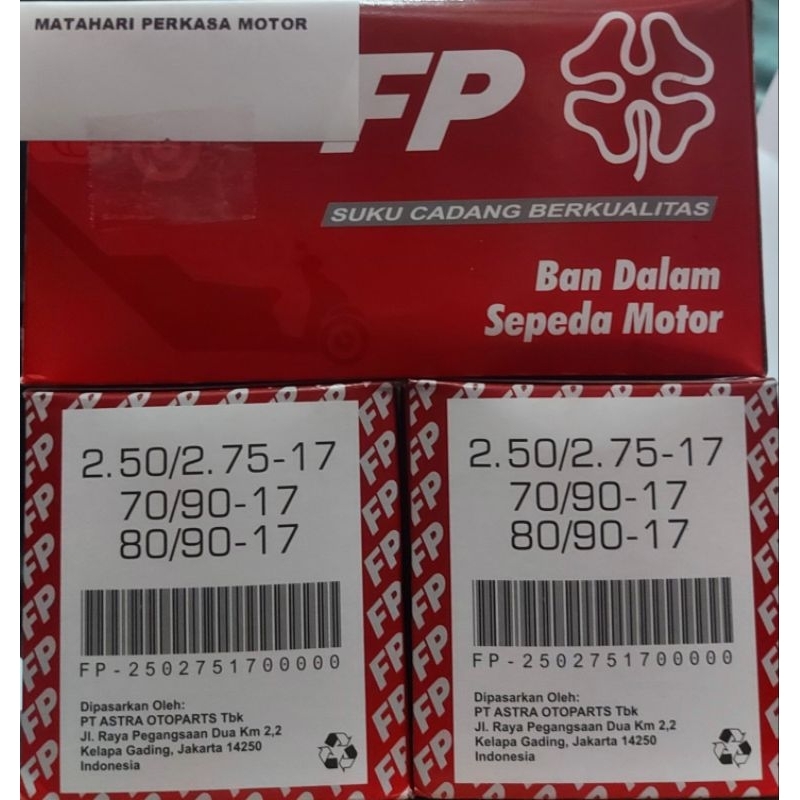 MATAHARI PERKASA MOTOR
FP
SUKU CADANG BERKUALITAS
Ban Dalam
Sepeda Motor
2.50/2.75-17
70/90-17
80/90-17
FP-2502751700000
Dipasarkan Oleh:
PT ASTRA OTOPARTS Tbk
Jl. Raya Pegangsaan Dua Km 2,2
Kelapa Gading, Jakarta 14250
Indonesia
2.50/2.75-17
70/90-17
80/90-17
FP-2502751700000
Dipasarkan Oleh:
PT ASTRA OTOPARTS Tbk
Jl. Raya Pegangsaan Dua Km 2,2
Kelapa Gading, Jakarta 14250
Indonesia